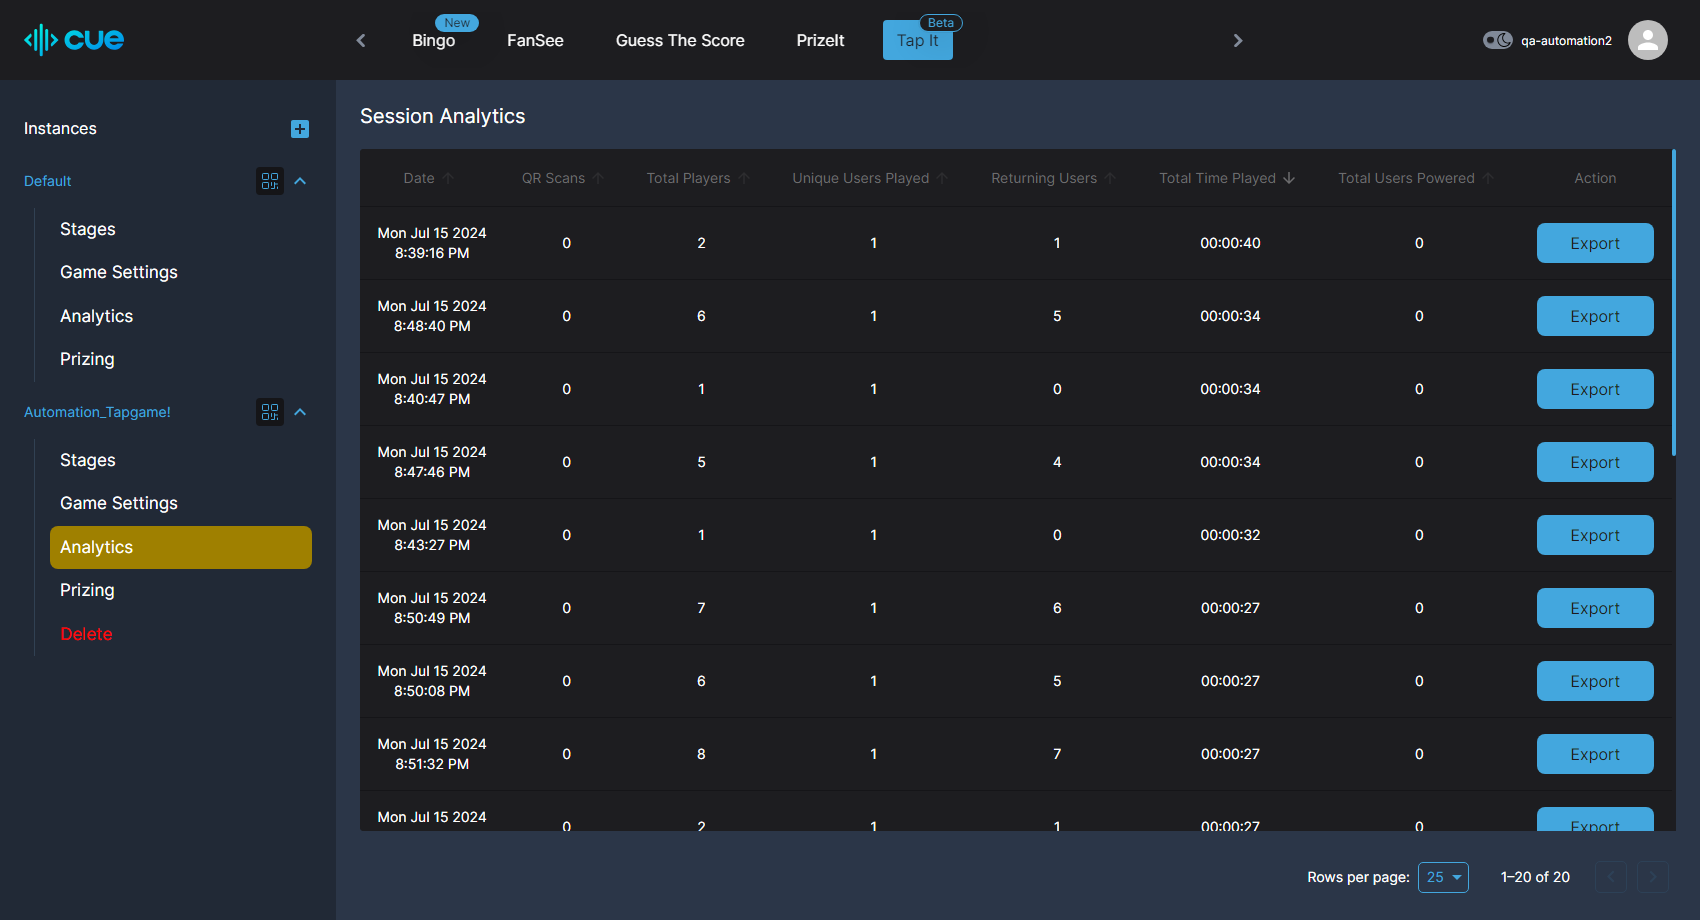 cue
New
Beta
Bingo FanSee Guess The Score PrizeIt Tap It
qa-automation2
Instances
Default
Stages
Game Settings
Analytics
Prizing
Automation_Tapgame!
Stages
Game Settings
Analytics
Prizing
Delete
Session Analytics
Date QR Scans Total Players Unique Users Played Returning Users Total Time Played Total Users Powered Action
Mon Jul 15 2024
8:39:16 PM 0 2 1 1 00:00:40 0 Export
Mon Jul 15 2024
8:48:40 PM 0 6 1 5 00:00:34 0 Export
Mon Jul 15 2024
8:40:47 PM 0 1 1 0 00:00:34 0 Export
Mon Jul 15 2024
8:47:46 PM 0 5 1 4 00:00:34 0 Export
Mon Jul 15 2024
8:43:27 PM 0 1 1 0 00:00:32 0 Export
Mon Jul 15 2024
8:50:49 PM 0 7 1 6 00:00:27 0 Export
Mon Jul 15 2024
8:50:08 PM 0 6 1 5 00:00:27 0 Export
Mon Jul 15 2024
8:51:32 PM 0 8 1 7 00:00:27 0 Export
Mon Jul 15 2024
0 2 1 1 00:00:27 0 Export
Rows per page: 25 1–20 of 20